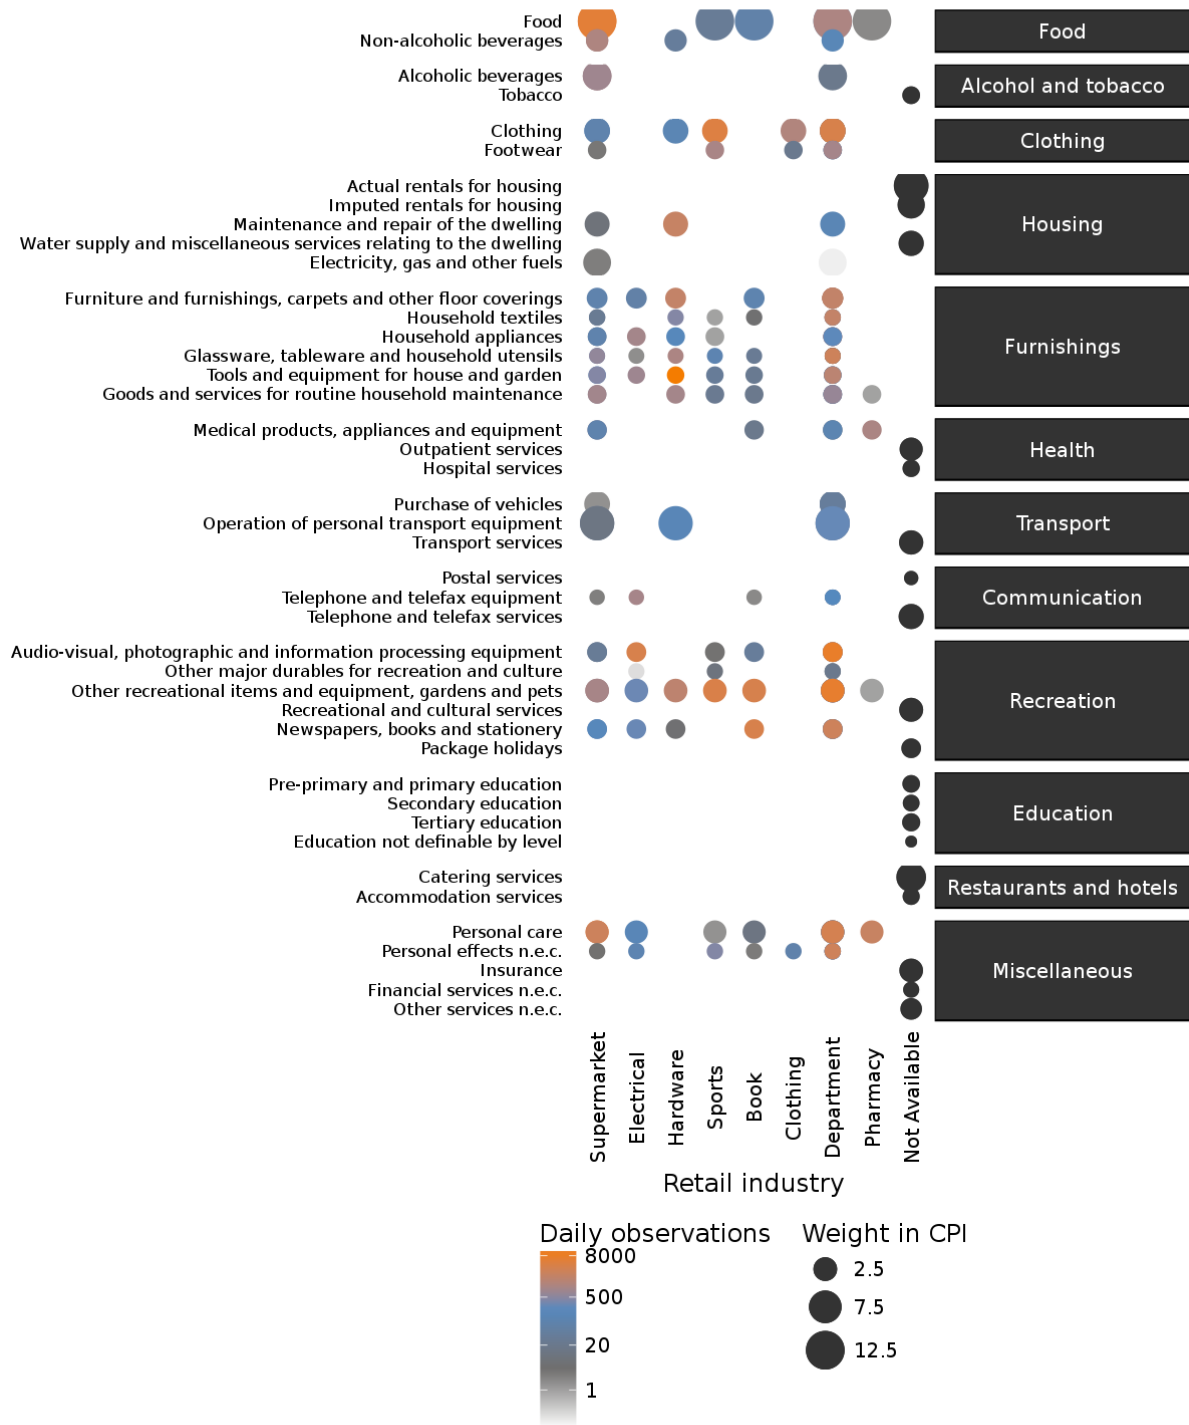 Food
Non-alcoholic beverages
Food
Alcoholic beverages
Tobacco
Alcohol and tobacco
Clothing
Footwear
Clothing
Actual rentals for housing
Imputed rentals for housing
Maintenance and repair of the dwelling
Water supply and miscellaneous services relating to the dwelling
Electricity, gas and other fuels
Housing
Furniture and furnishings, carpets and other floor coverings
Household textiles
Household appliances
Glassware, tableware and household utensils
Tools and equipment for house and garden
Goods and services for routine household maintenance
Furnishings
Medical products, appliances and equipment
Outpatient services
Hospital services
Health
Purchase of vehicles
Operation of personal transport equipment
Transport services
Transport
Postal services
Telephone and telefax equipment
Telephone and telefax services
Communication
Audio-visual, photographic and information processing equipment
Other major durables for recreation and culture
Other recreational items and equipment, gardens and pets
Recreational and cultural services
Newspapers, books and stationery
Package holidays
Recreation
Pre-primary and primary education
Secondary education
Tertiary education
Education not definable by level
Education
Catering services
Accommodation services
Restaurants and hotels
Personal care
Personal effects n.e.c.
Insurance
Financial services n.e.c.
Other services n.e.c.
Miscellaneous
Supermarket
Electrical
Hardware
Sports
Book
Clothing
Department
Pharmacy
Not Available
Retail industry
Daily observations
8000
500
20
1
Weight in CPI
2.5
7.5
12.5